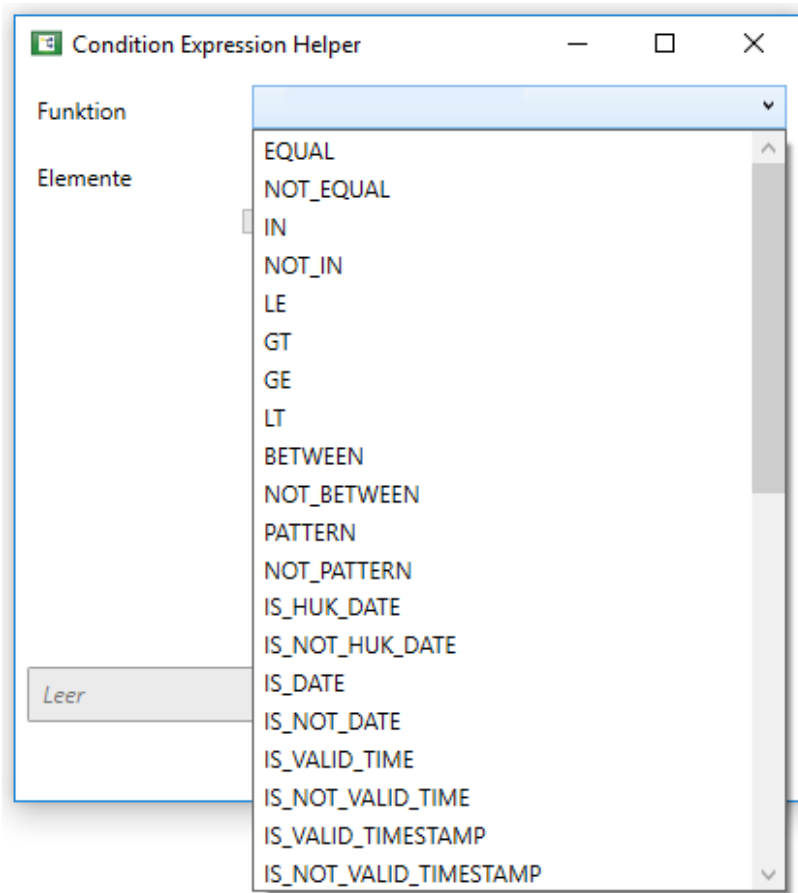 Condition Expression Helper
Funktion
Elemente
EQUAL
NOT_EQUAL
IN
NOT_IN
LE
GT
GE
LT
BETWEEN
NOT_BETWEEN
PATTERN
NOT_PATTERN
IS_HUK_DATE
IS_NOT_HUK_DATE
IS_DATE
Leer
IS_NOT_DATE
IS_VALID_TIME
IS_NOT_VALID_TIME
IS_VALID_TIMESTAMP
IS_NOT_VALID_TIMESTAMP